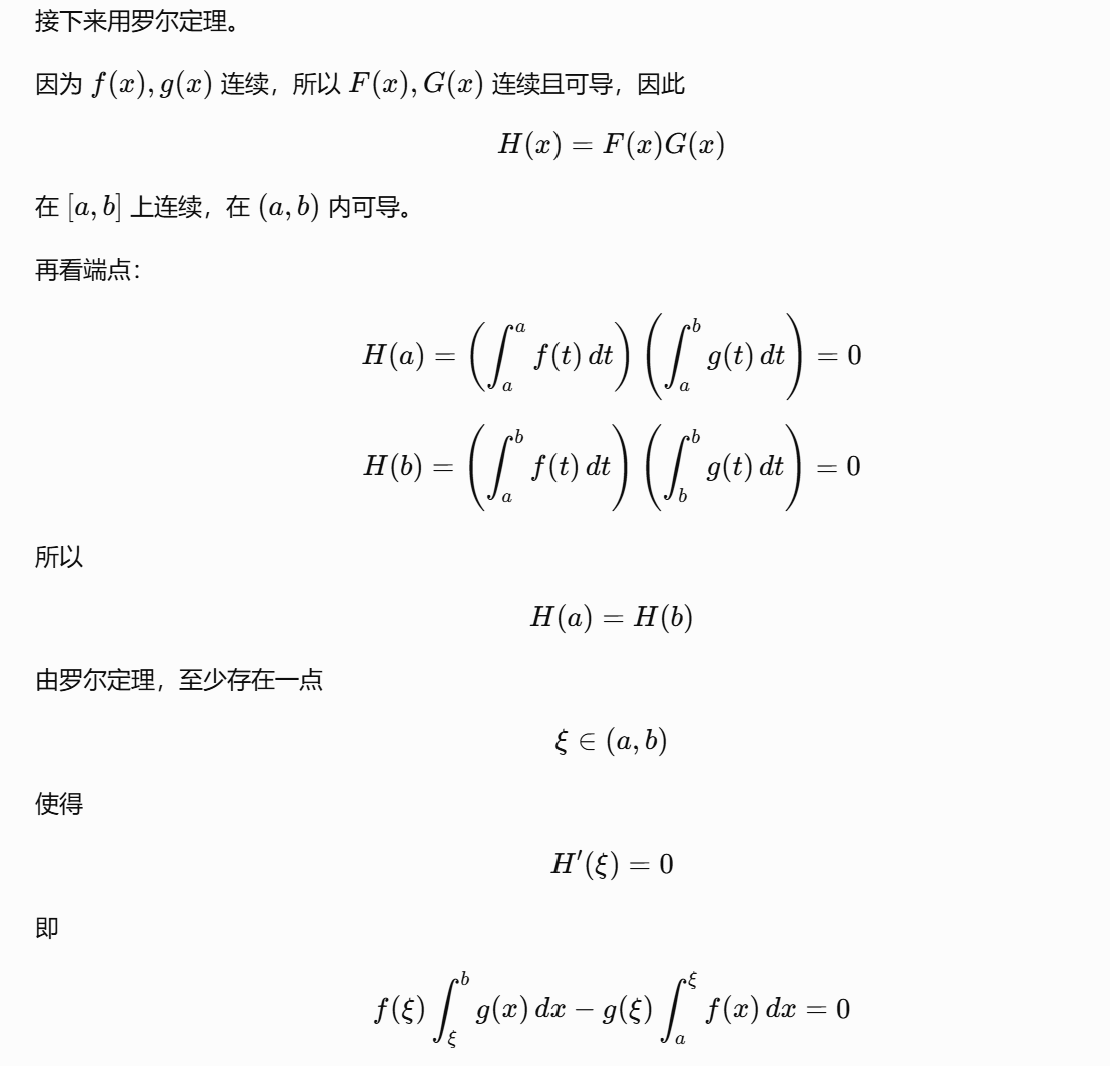 接下来用罗尔定理。
因为 f(x), g(x) 连续，所以 F(x), G(x) 连续且可导，因此
H(x) = F(x)G(x)
在 [a, b] 上连续，在 (a, b) 内可导。
再看端点：
H(a) = (∫_a^a f(t) dt) (∫_a^b g(t) dt) = 0
H(b) = (∫_a^b f(t) dt) (∫_b^b g(t) dt) = 0
所以
H(a) = H(b)
由罗尔定理，至少存在一点
ξ ∈ (a, b)
使得
H′(ξ) = 0
即
f(ξ) ∫_ξ^b g(x) dx − g(ξ) ∫_a^ξ f(x) dx = 0